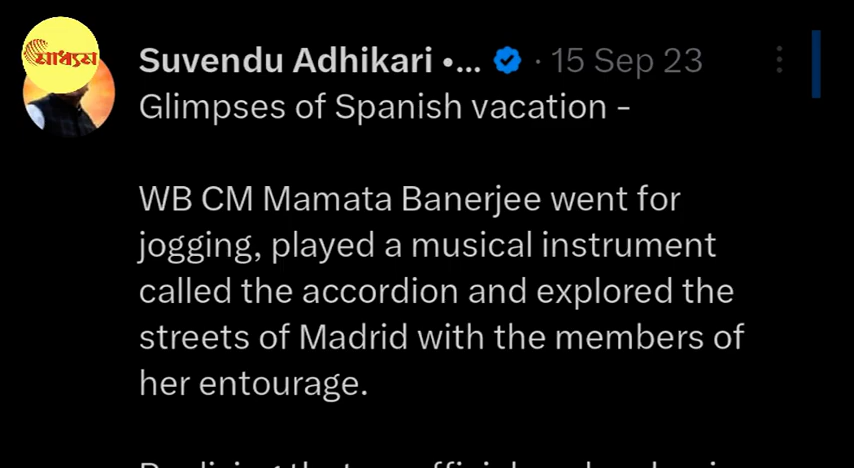 মাধ্যম
Suvendu Adhikari •... · 15 Sep 23
Glimpses of Spanish vacation -
WB CM Mamata Banerjee went for
jogging, played a musical instrument
called the accordion and explored the
streets of Madrid with the members of
her entourage.